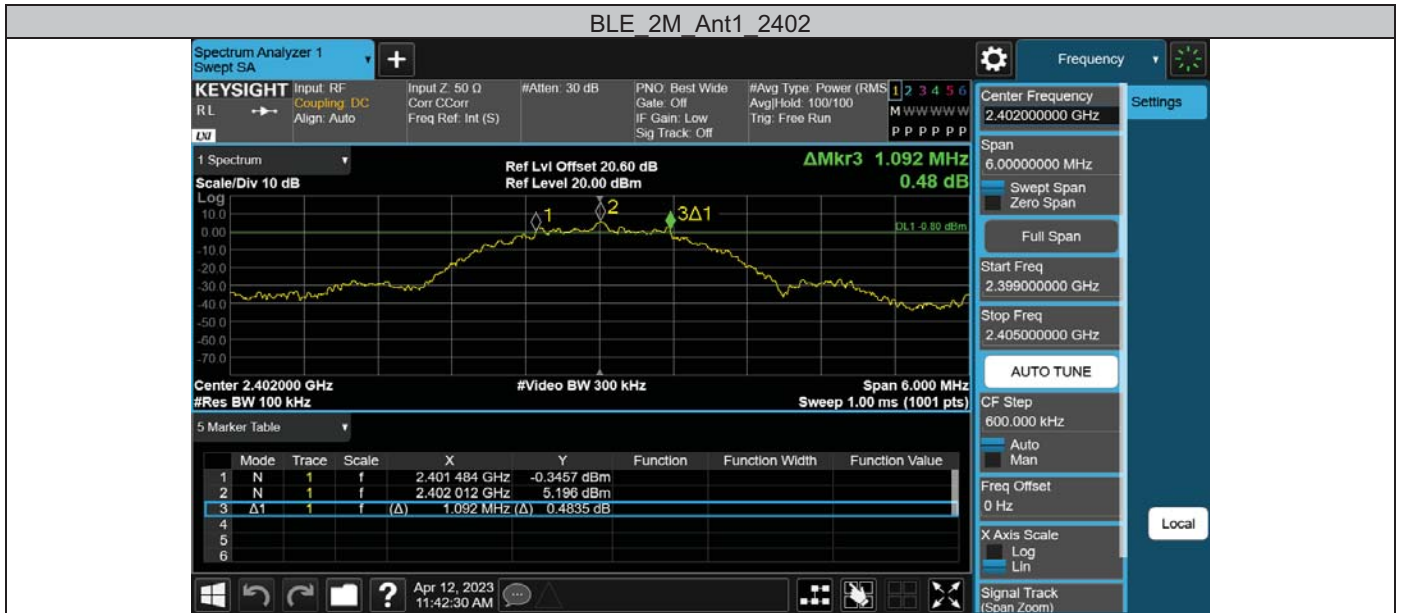 BLE_2M_Ant1_2402
Spectrum Analyzer 1
Swept SA
+
Frequency
KEYSIGHT
RL
LXI
Input: RF
Coupling: DC
Align: Auto
Input Z: 50 Ω
Corr CCorr
Freq Ref: Int (S)
#Atten: 30 dB
PNO: Best Wide
Gate: Off
IF Gain: Low
Sig Track: Off
#Avg Type: Power (RMS
Avg|Hold: 100/100
Trig: Free Run
1 2 3 4 5 6
M W W W W W
P P P P P P
Center Frequency
2.402000000 GHz
Settings
1 Spectrum
Scale/Div 10 dB
Ref Lvl Offset 20.60 dB
Ref Level 20.00 dBm
ΔMkr3 1.092 MHz
0.48 dB
Span
6.00000000 MHz
Swept Span
Zero Span
Full Span
Start Freq
2.399000000 GHz
Stop Freq
2.405000000 GHz
AUTO TUNE
CF Step
600.000 kHz
Auto
Man
Freq Offset
0 Hz
X Axis Scale
Log
Lin
Signal Track
(Span Zoom)
Local
Log
10.0
0.00
-10.0
-20.0
-30.0
-40.0
-50.0
-60.0
-70.0
1
2
3Δ1
DL1 -0.80 dBm
Center 2.402000 GHz
#Res BW 100 kHz
#Video BW 300 kHz
Span 6.000 MHz
Sweep 1.00 ms (1001 pts)
5 Marker Table
Mode Trace Scale X Y Function Function Width Function Value
1 N 1 f 2.401 484 GHz -0.3457 dBm
2 N 1 f 2.402 012 GHz 5.196 dBm
3 Δ1 1 f (Δ) 1.092 MHz (Δ) 0.4835 dB
4
5
6
?
Apr 12, 2023
11:42:30 AM